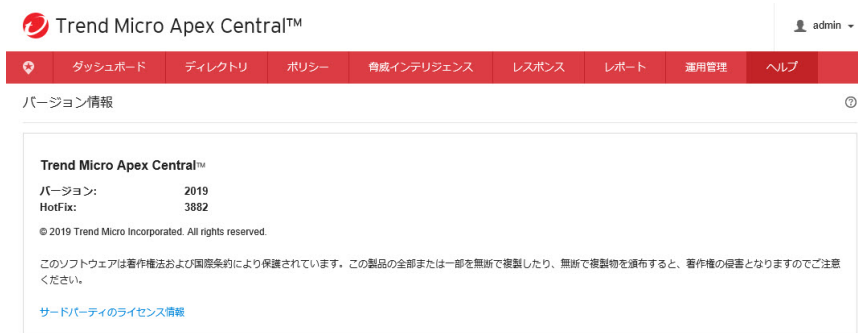 Trend Micro Apex Central™
admin
ダッシュボード ディレクトリ ポリシー 脅威インテリジェンス レスポンス レポート 運用管理 ヘルプ
バージョン情報
Trend Micro Apex Central™
バージョン: 2019
HotFix: 3882
© 2019 Trend Micro Incorporated. All rights reserved.
このソフトウェアは著作権法および国際条約により保護されています。この製品の全部または一部を無断で複製したり、無断で複製物を頒布すると、著作権の侵害となりますのでご注意
ください。
サードパーティのライセンス情報